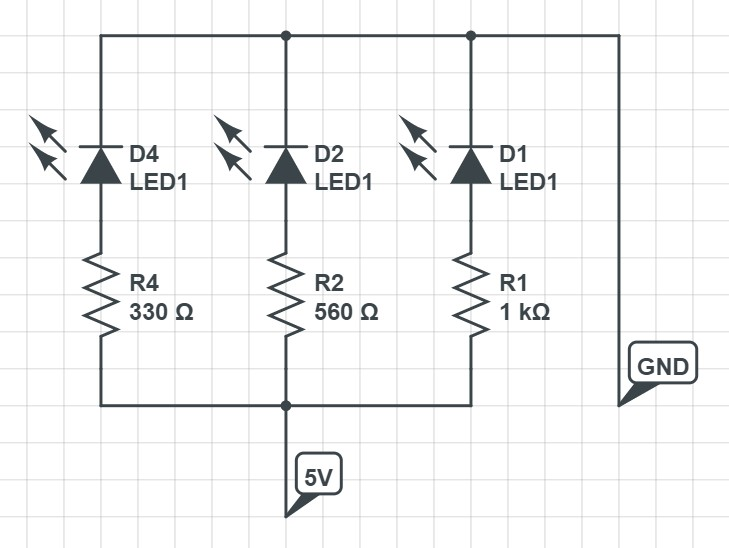 D4
LED1
D2
LED1
D1
LED1
R4
330 Ω
R2
560 Ω
R1
1 kΩ
GND
5V